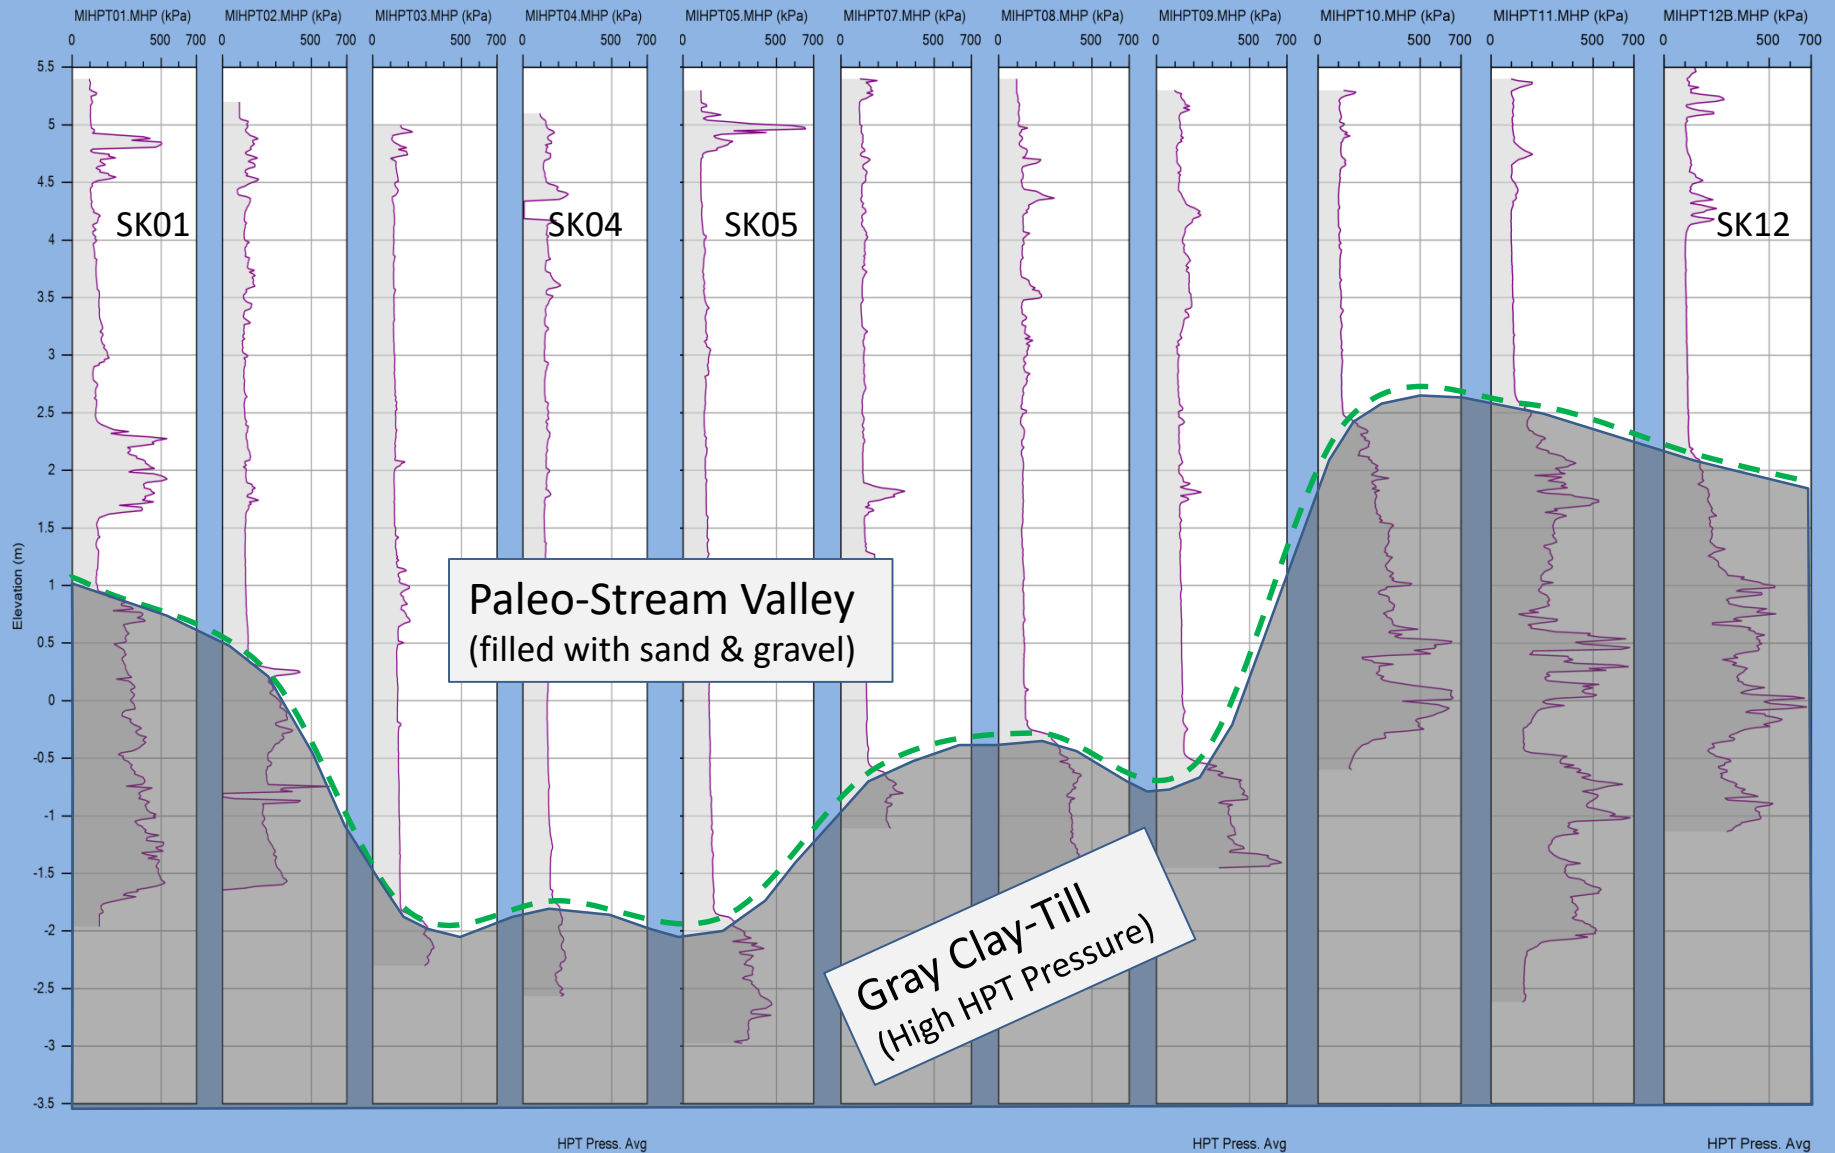 MIHPT01.MHP (kPa) MIHPT02.MHP (kPa) MIHPT03.MHP (kPa) MIHPT04.MHP (kPa) MIHPT05.MHP (kPa) MIHPT07.MHP (kPa) MIHPT08.MHP (kPa) MIHPT09.MHP (kPa) MIHPT10.MHP (kPa) MIHPT11.MHP (kPa) MIHPT12B.MHP (kPa)
0 500 700 0 500 700 0 500 700 0 500 700 0 500 700 0 500 700 0 500 700 0 500 700 0 500 700 0 500 700 0 500 700
5.5
5
4.5
SK01 SK04 SK05 SK12
4
3.5
3
2.5
2
1.5
1
0.5
0
-0.5
-1
-1.5
-2
-2.5
-3
-3.5
Elevation (m)
Paleo-Stream Valley
(filled with sand & gravel)
Gray Clay-Till
(High HPT Pressure)
HPT Press. Avg HPT Press. Avg HPT Press. Avg